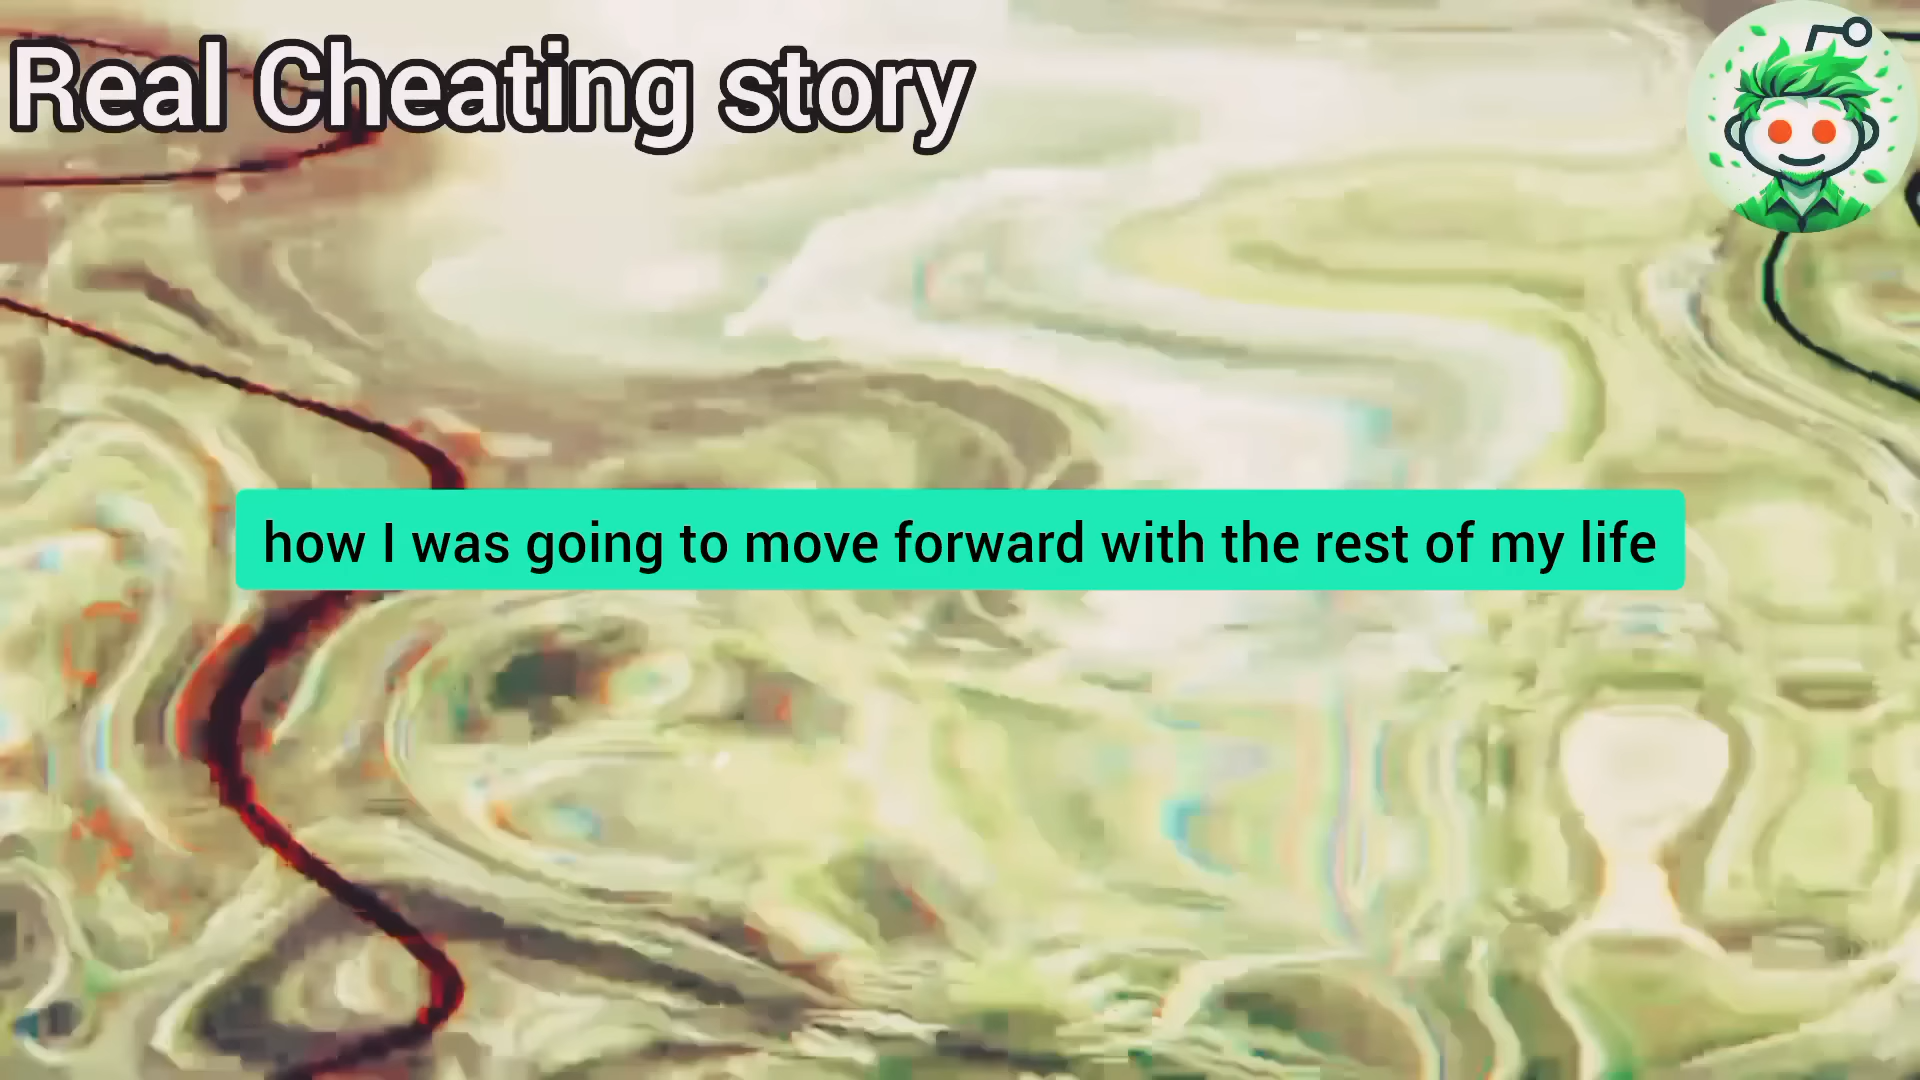 Real Cheating story
how I was going to move forward with the rest of my life